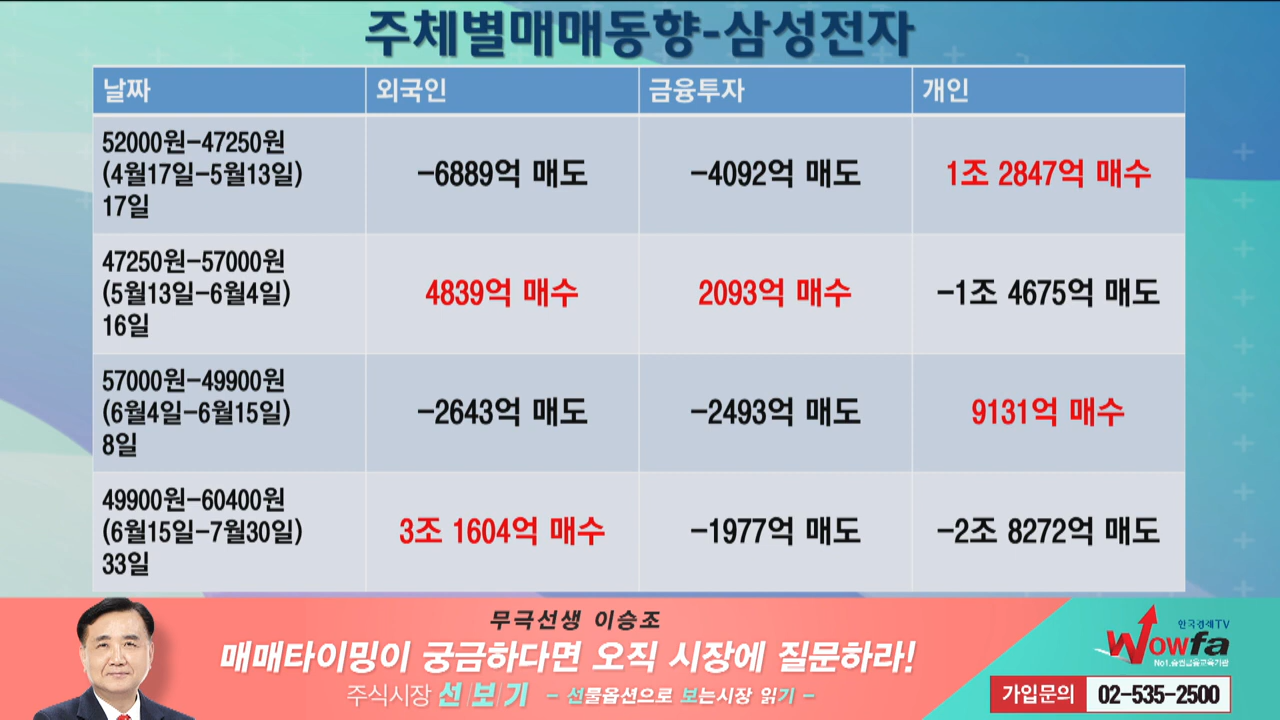 주체별매매동향-삼성전자
날짜 외국인 금융투자 개인
52000원-47250원
(4월17일-5월13일)
17일
-6889억 매도 -4092억 매도 1조 2847억 매수
47250원-57000원
(5월13일-6월4일)
16일
4839억 매수 2093억 매수 -1조 4675억 매도
57000원-49900원
(6월4일-6월15일)
8일
-2643억 매도 -2493억 매도 9131억 매수
49900원-60400원
(6월15일-7월30일)
33일
3조 1604억 매수 -1977억 매도 -2조 8272억 매도
무극선생 이승조
매매타이밍이 궁금하다면 오직 시장에 질문하라!
주식시장 선보기 - 선물옵션으로 보는시장 읽기 -
한국경제TV
Wowfa
No1.증권금융교육기관
가입문의 02-535-2500